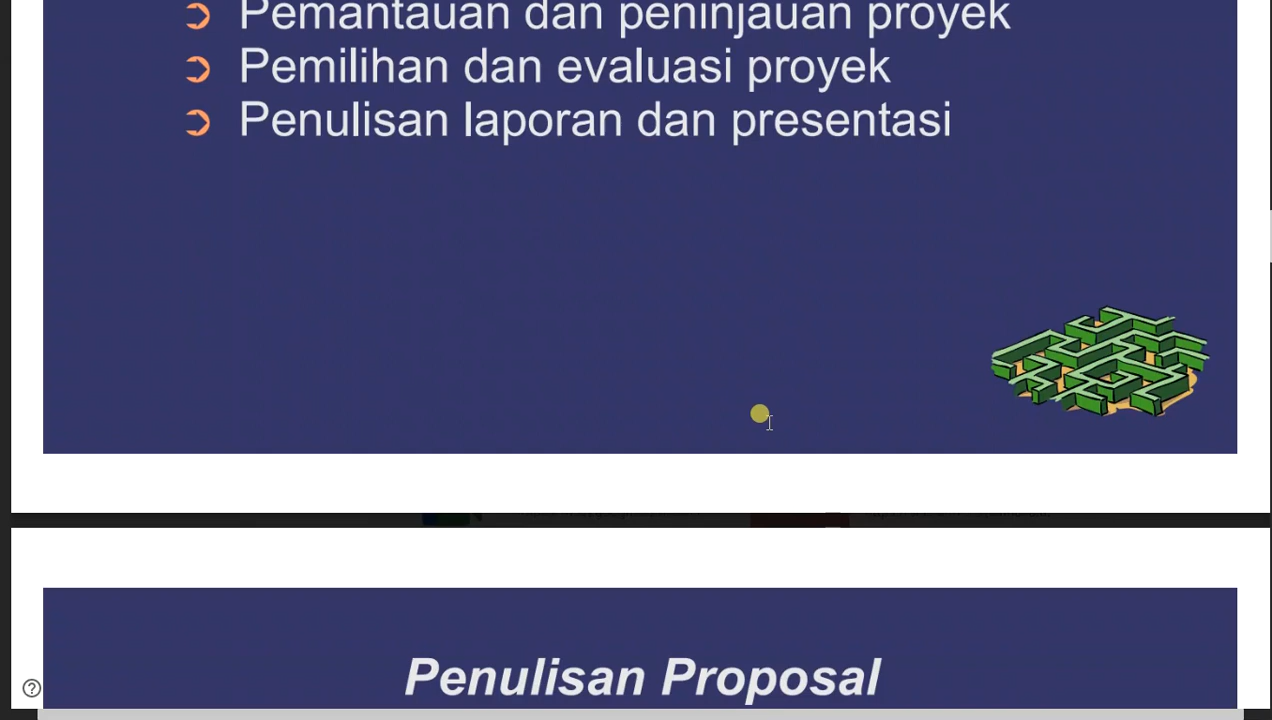 Pemantauan dan peninjauan proyek
Pemilihan dan evaluasi proyek
Penulisan laporan dan presentasi
Penulisan Proposal